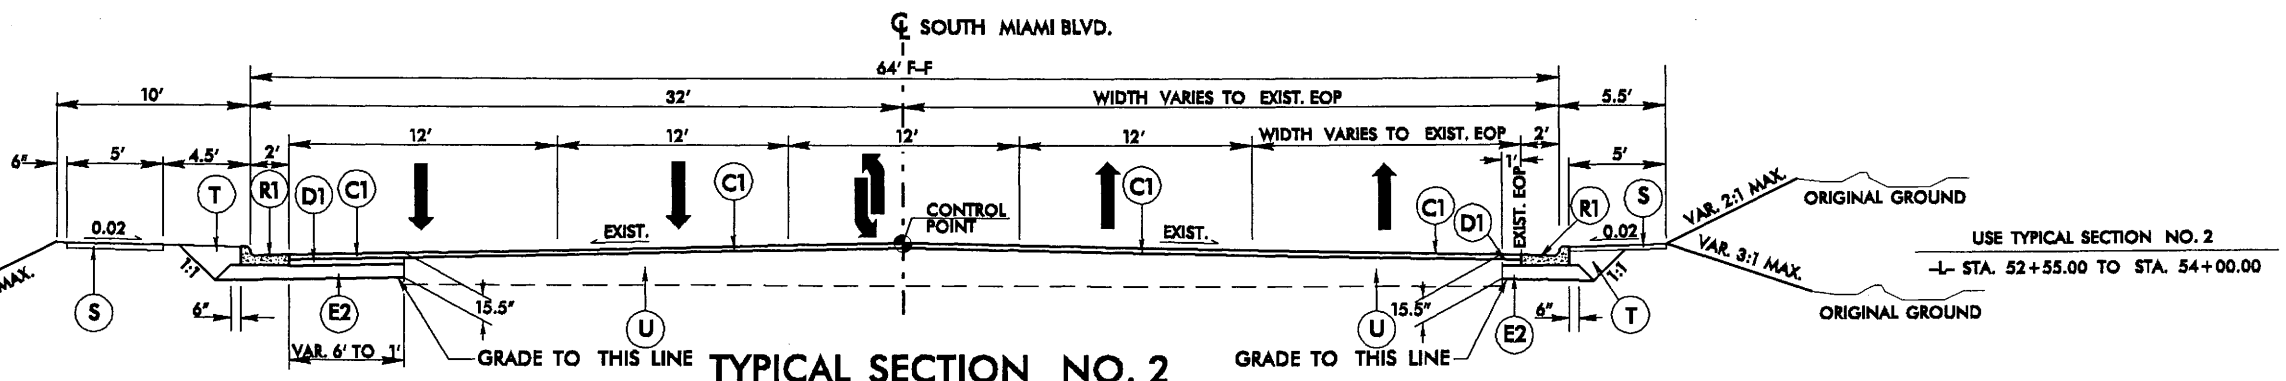 ℄ SOUTH MIAMI BLVD.
64' F-F
10'
32'
WIDTH VARIES TO EXIST. EOP
5.5'
12'
12'
12'
12'
WIDTH VARIES TO EXIST. EOP
2'
6"
5'
4.5'
2'
1'
5'
T
R1
D1
C1
C1
C1
C1
D1
EXIST. EOP
R1
S
VAR. 2:1 MAX.
ORIGINAL GROUND
CONTROL
POINT
0.02
EXIST.
EXIST.
0.02
1:1
VAR. 3:1 MAX.
USE TYPICAL SECTION NO. 2
-L- STA. 52+55.00 TO STA. 54+00.00
MAX.
1:1
S
6"
E2
15.5"
U
U
15.5"
E2
6"
T
ORIGINAL GROUND
VAR. 6' TO 1'
GRADE TO THIS LINE
TYPICAL SECTION NO. 2
GRADE TO THIS LINE